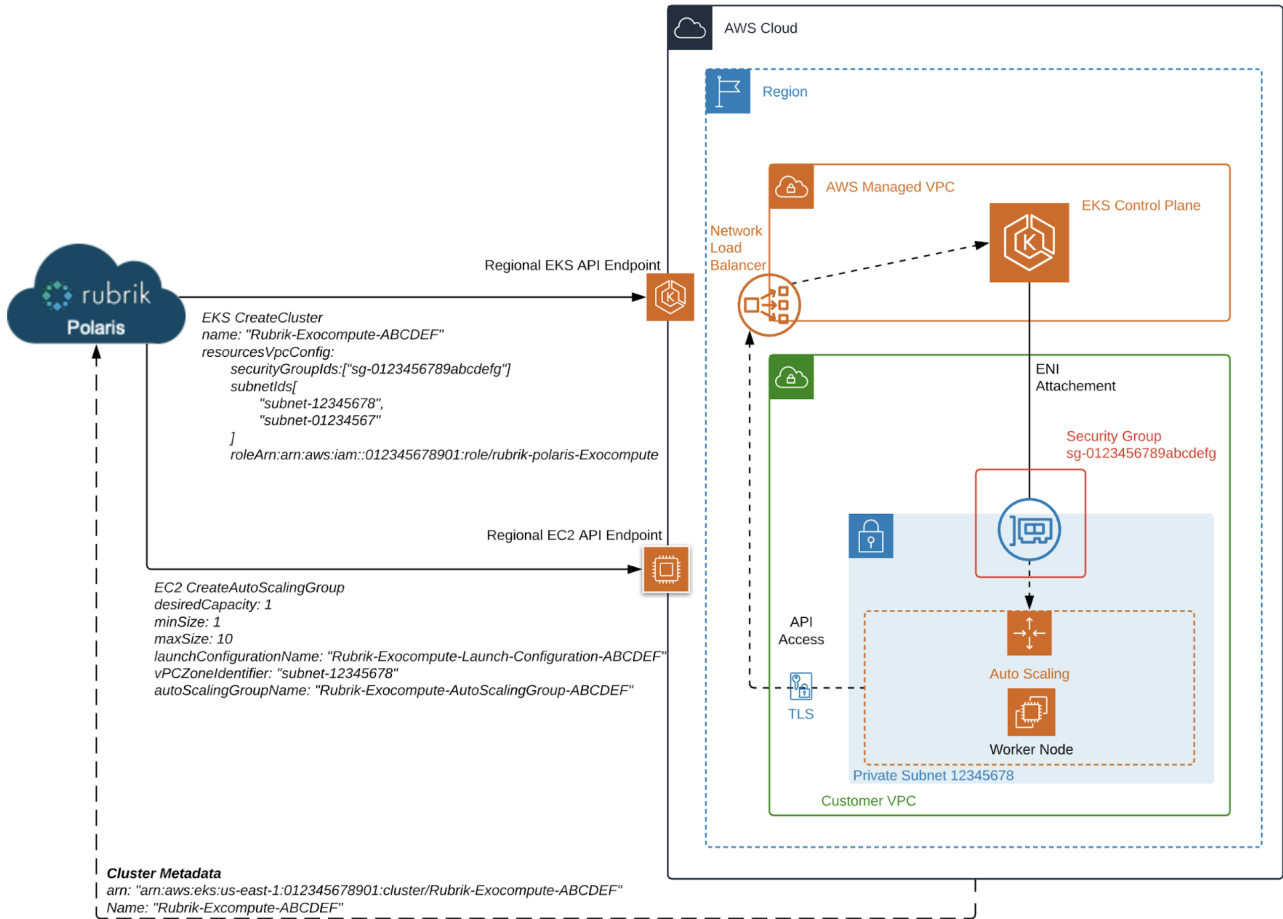 AWS Cloud
Region
AWS Managed VPC
EKS Control Plane
Network
Load
Balancer
Regional EKS API Endpoint
rubrik
Polaris
EKS CreateCluster
name: "Rubrik-Exocompute-ABCDEF"
resourcesVpcConfig:
securityGroupIds:["sg-0123456789abcdefg"]
subnetIds[
"subnet-12345678",
"subnet-01234567"
]
roleArn:arn:aws:iam::012345678901:role/rubrik-polaris-Exocompute
ENI
Attachement
Security Group
sg-0123456789abcdefg
Regional EC2 API Endpoint
EC2 CreateAutoScalingGroup
desiredCapacity: 1
minSize: 1
maxSize: 10
launchConfigurationName: "Rubrik-Exocompute-Launch-Configuration-ABCDEF"
vPCZoneIdentifier: "subnet-12345678"
autoScalingGroupName: "Rubrik-Exocompute-AutoScalingGroup-ABCDEF"
API
Access
TLS
Auto Scaling
Worker Node
Private Subnet 12345678
Customer VPC
Cluster Metadata
arn: "arn:aws:eks:us-east-1:012345678901:cluster/Rubrik-Exocompute-ABCDEF"
Name: "Rubrik-Excompute-ABCDEF"